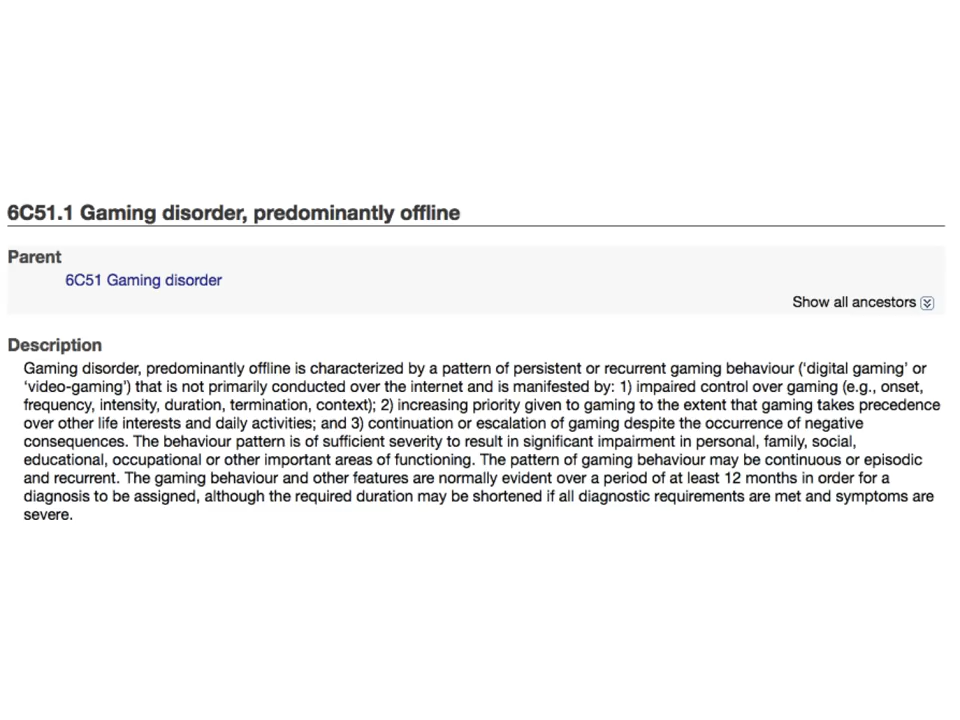 6C51.1 Gaming disorder, predominantly offline
Parent
6C51 Gaming disorder
Show all ancestors
Description
Gaming disorder, predominantly offline is characterized by a pattern of persistent or recurrent gaming behaviour (‘digital gaming’ or
‘video-gaming’) that is not primarily conducted over the internet and is manifested by: 1) impaired control over gaming (e.g., onset,
frequency, intensity, duration, termination, context); 2) increasing priority given to gaming to the extent that gaming takes precedence
over other life interests and daily activities; and 3) continuation or escalation of gaming despite the occurrence of negative
consequences. The behaviour pattern is of sufficient severity to result in significant impairment in personal, family, social,
educational, occupational or other important areas of functioning. The pattern of gaming behaviour may be continuous or episodic
and recurrent. The gaming behaviour and other features are normally evident over a period of at least 12 months in order for a
diagnosis to be assigned, although the required duration may be shortened if all diagnostic requirements are met and symptoms are
severe.